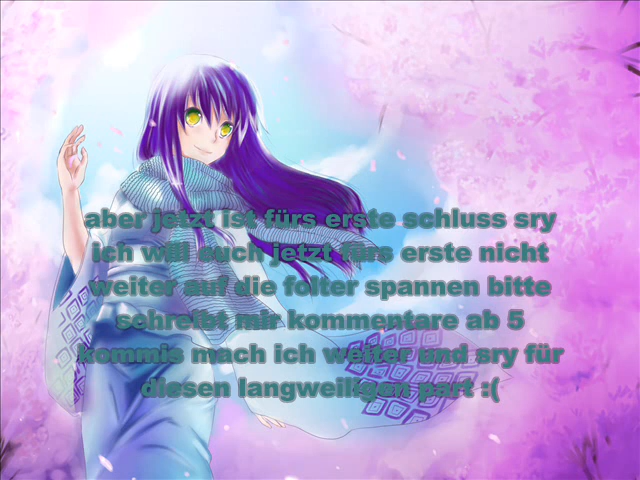 aber jetzt ist fürs erste schluss sry
ich will euch jetzt fürs erste nicht
weiter auf die folter spannen bitte
schreibt mir kommentare ab 5
kommis mach ich weiter und sry für
diesen langweiligen part :(